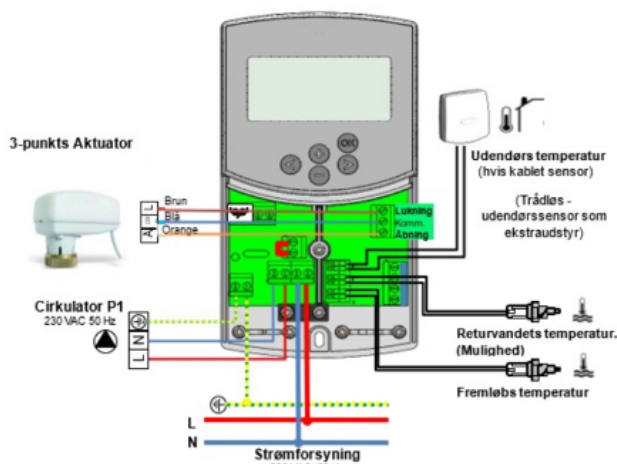 OK
3-punkts Aktuator
Udendørs temperatur
(hvis kablet sensor)
(Trådløs -
udendørssensor som
ekstraudstyr)
L
Brun
Blå
Orange
Lukning
Komm.
Åbning
Cirkulator P1
230 VAC 50 Hz
N
L
Returvandets temperatur.
(Mulighed)
Fremløbs temperatur
L
N
Strømforsyning